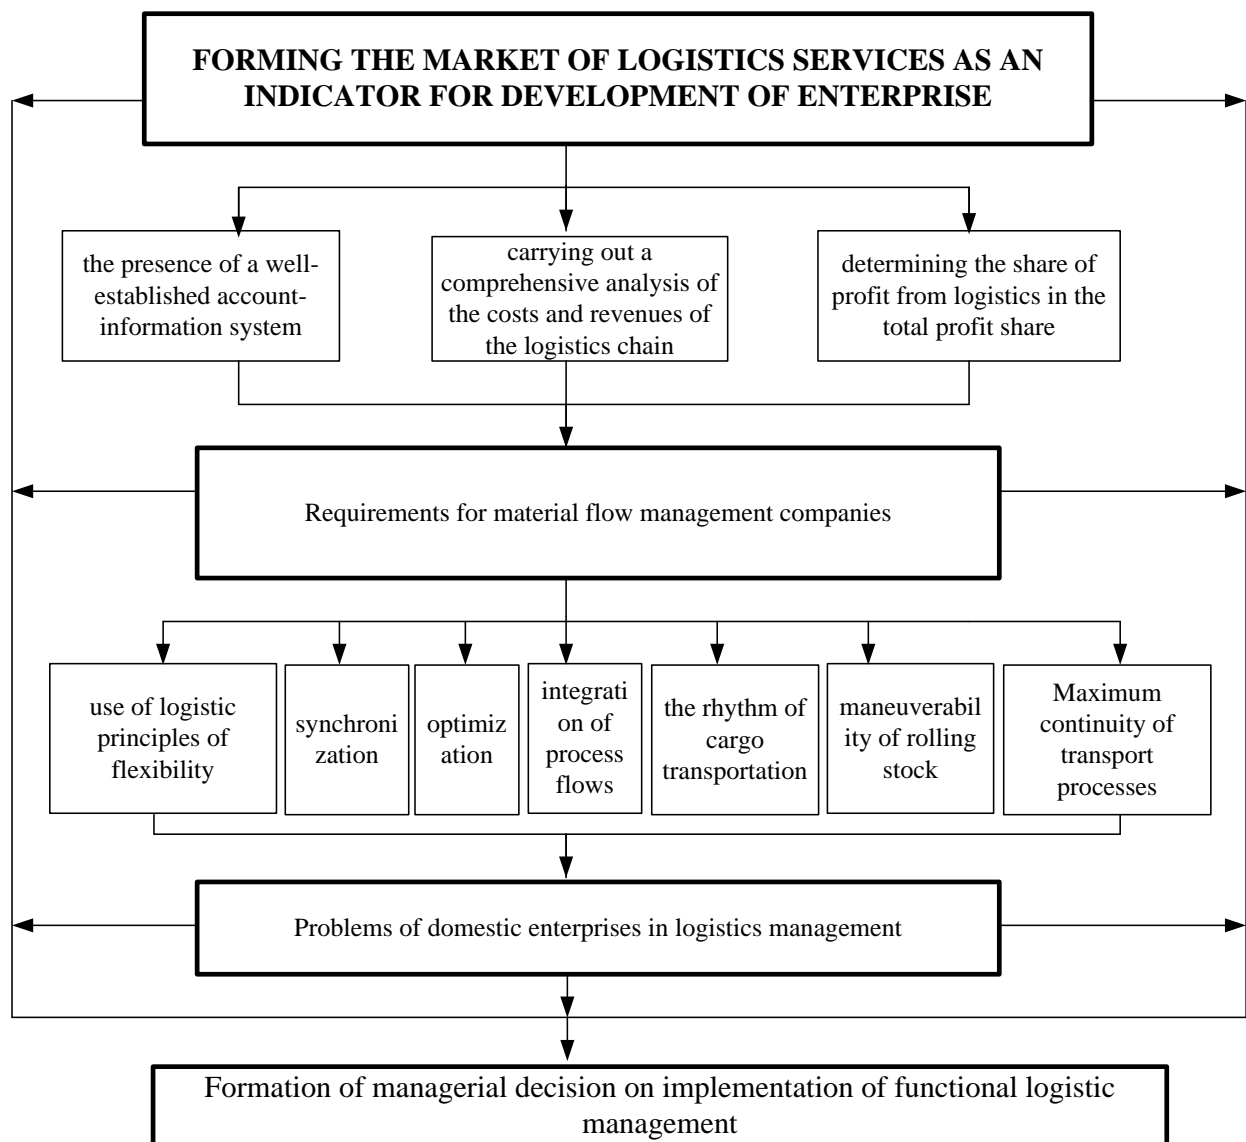 FORMING THE MARKET OF LOGISTICS SERVICES AS AN
INDICATOR FOR DEVELOPMENT OF ENTERPRISE
the presence of a well-
established account-
information system
carrying out a
comprehensive analysis of
the costs and revenues of
the logistics chain
determining the share of
profit from logistics in the
total profit share
Requirements for material flow management companies
use of logistic
principles of
flexibility
synchroni
zation
optimiz
ation
integrati
on of
process
flows
the rhythm of
cargo
transportation
maneuverabil
ity of rolling
stock
Maximum
continuity of
transport
processes
Problems of domestic enterprises in logistics management
Formation of managerial decision on implementation of functional logistic
management